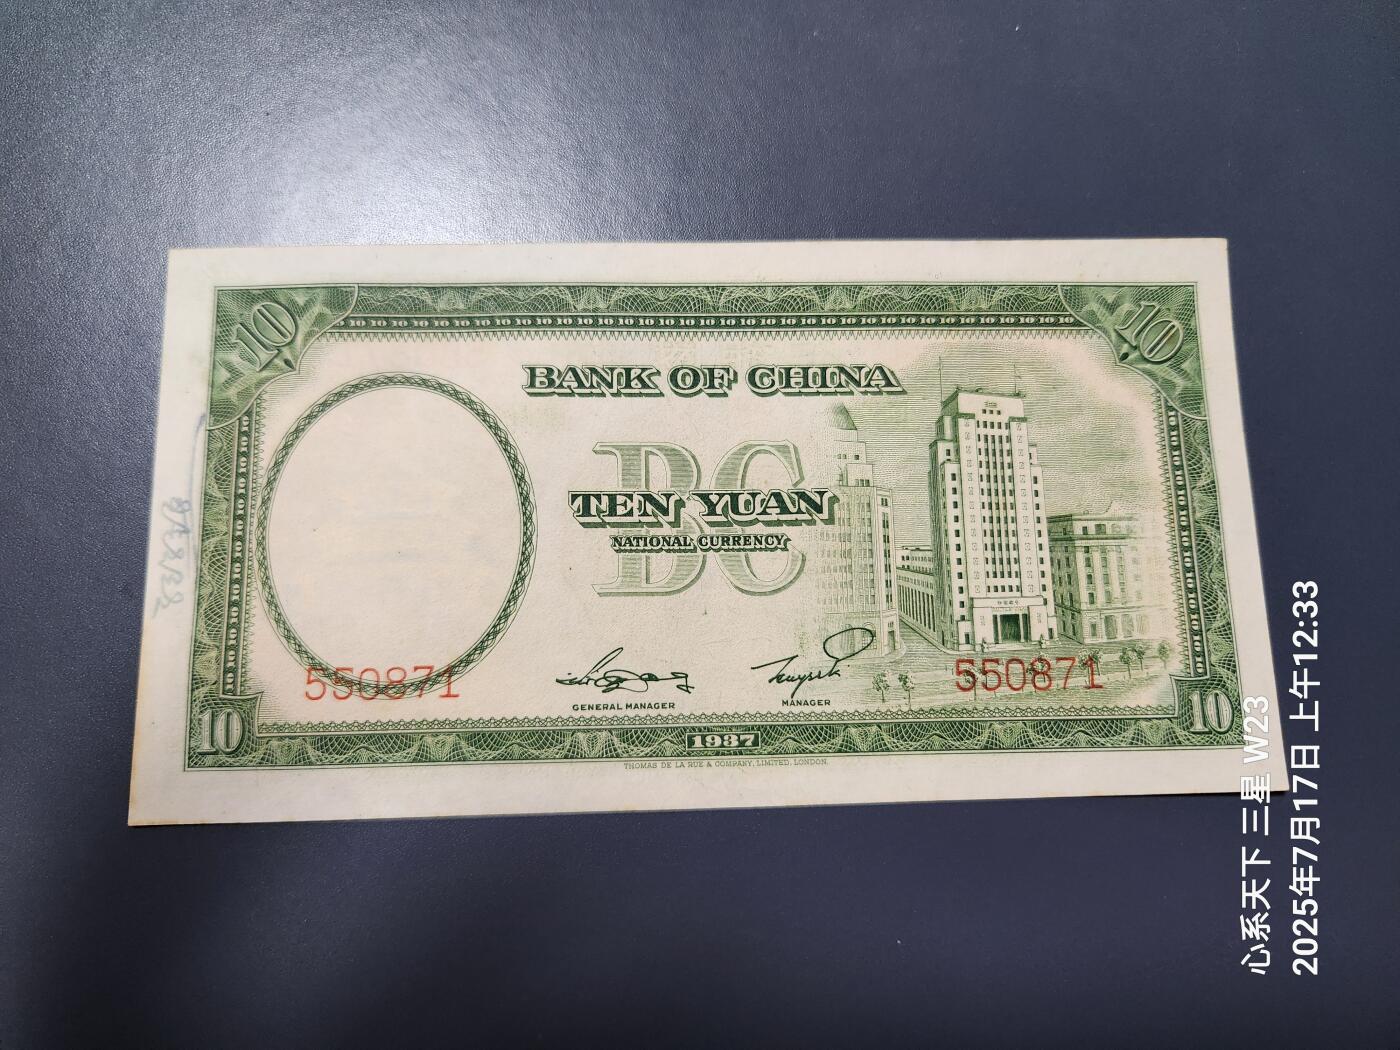 10
10
BANK OF CHINA
BC
TEN YUAN
NATIONAL CURRENCY
550871
550871
GENERAL MANAGER
MANAGER
10
1937
10
THOMAS DE LA RUE & COMPANY, LIMITED, LONDON.
心系天下 三星 W23
2025年7月17日 上午12:33